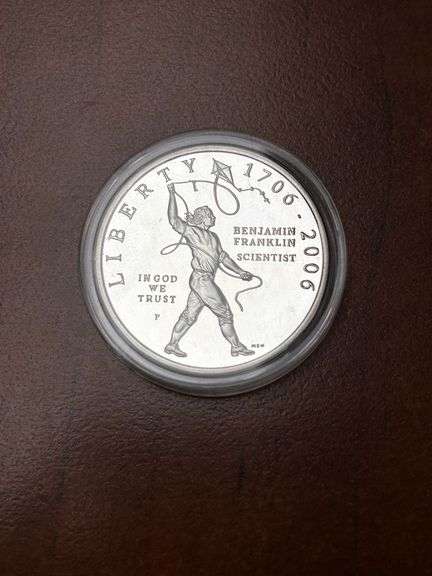 LIBERTY 1706-2006
BENJAMIN
FRANKLIN
SCIENTIST
IN GOD
WE
TRUST
P